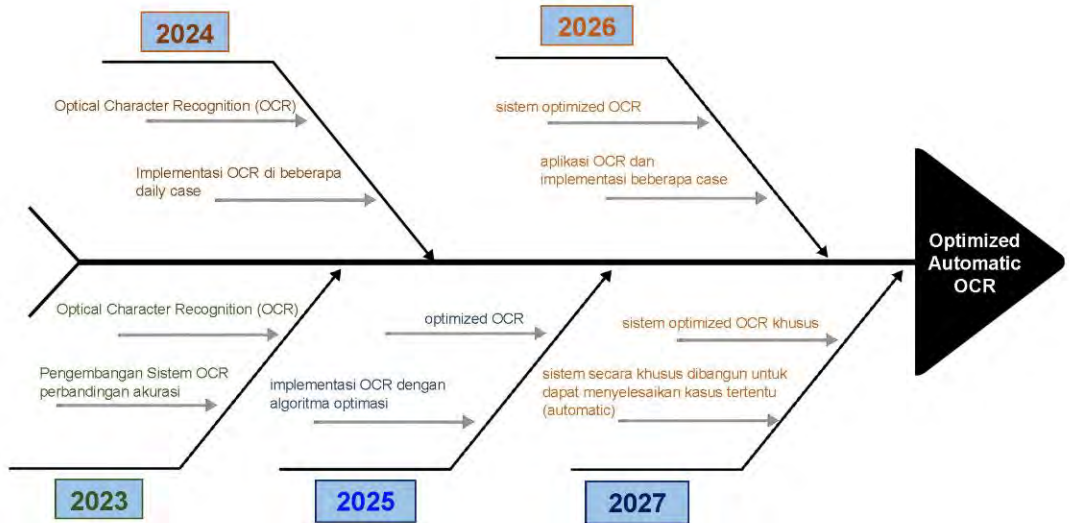 2024
Optical Character Recognition (OCR)
Implementasi OCR di beberapa
daily case
2026
sistem optimized OCR
aplikasi OCR dan
implementasi beberapa case
Optimized
Automatic
OCR
Optical Character Recognition (OCR)
Pengembangan Sistem OCR
perbandingan akurasi
2023
optimized OCR
implementasi OCR dengan
algoritma optimasi
2025
sistem optimized OCR khusus
sistem secara khusus dibangun untuk
dapat menyelesaikan kasus tertentu
(automatic)
2027